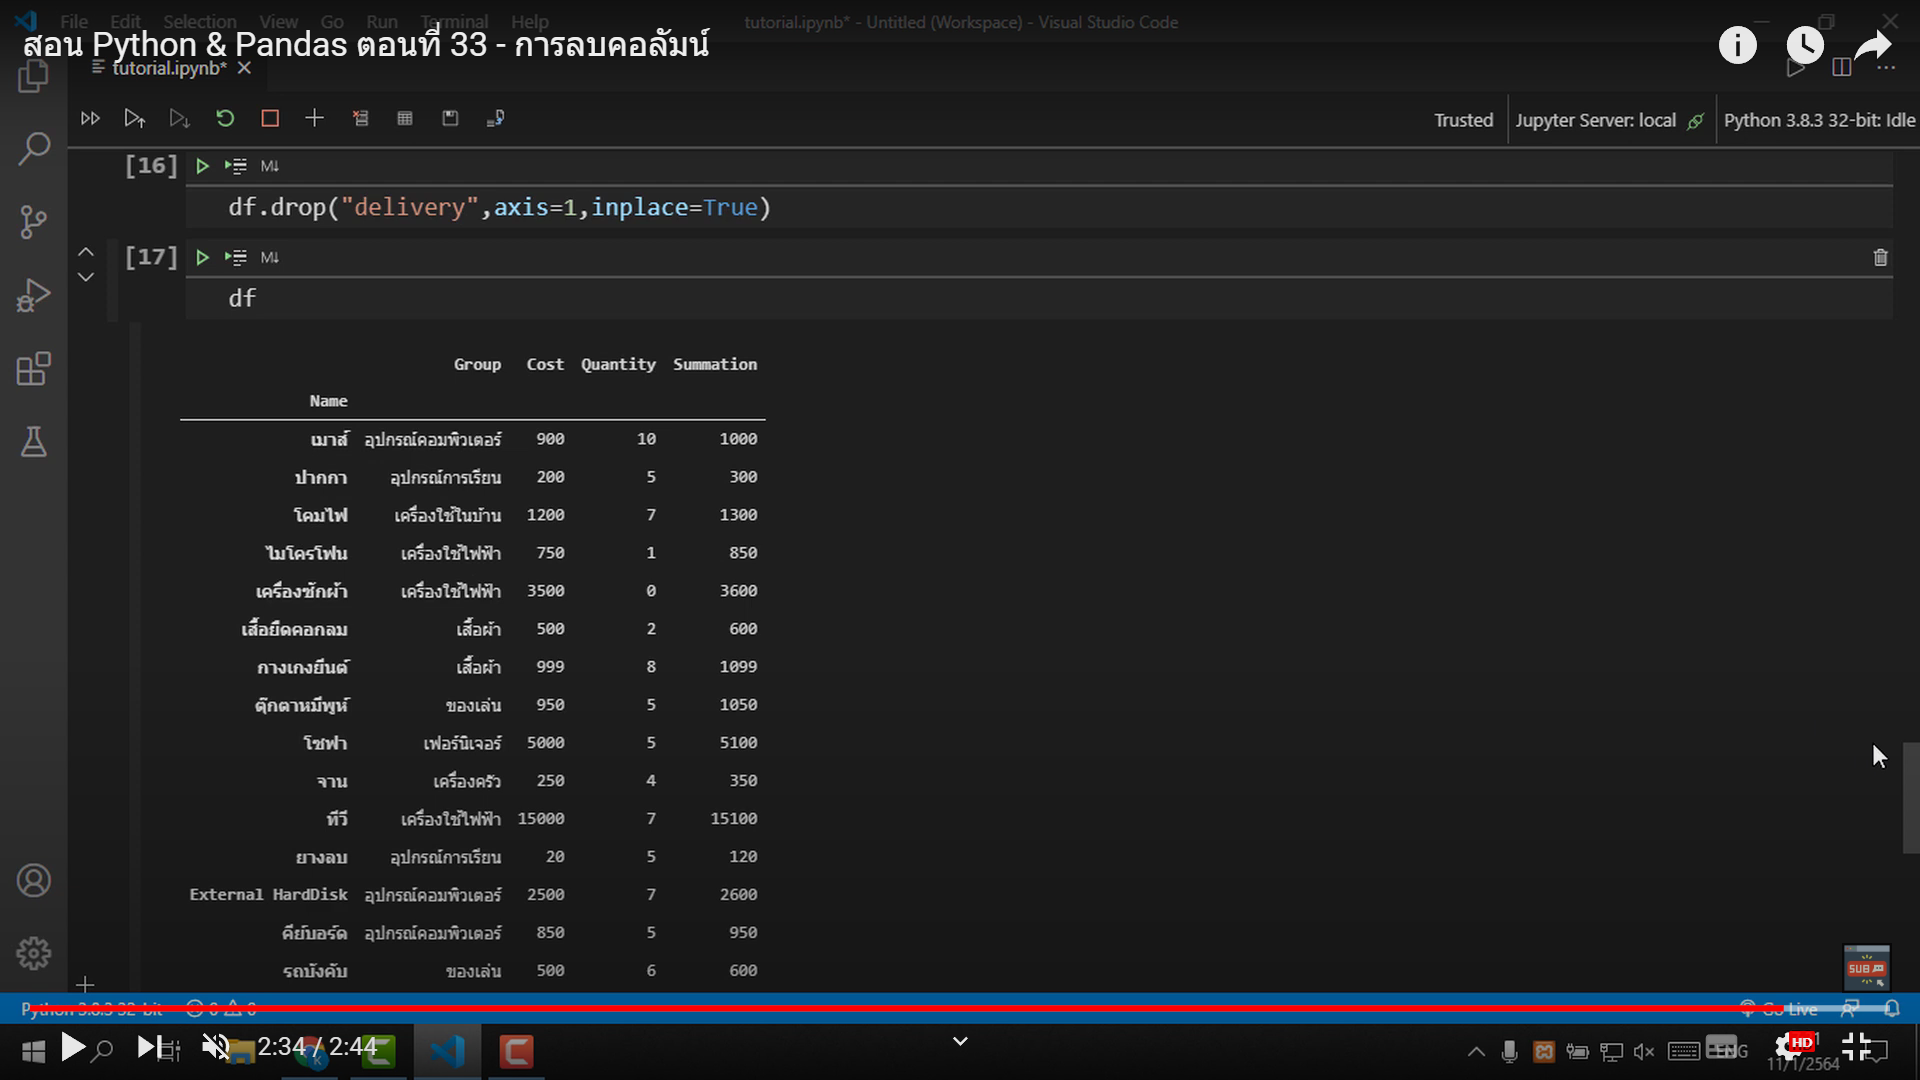 File Edit Selection View Go Run Terminal Help tutorial.ipynb* - Untitled (Workspace) - Visual Studio Code
สอน Python & Pandas ตอนที่ 33 - การลบคอลัมน์
tutorial.ipynb*
Trusted Jupyter Server: local Python 3.8.3 32-bit: Idle
[16] M↓
df.drop("delivery",axis=1,inplace=True)
[17] M↓
df
Group Cost Quantity Summation
Name
เมาส์ อุปกรณ์คอมพิวเตอร์ 900 10 1000
ปากกา อุปกรณ์การเรียน 200 5 300
โคมไฟ เครื่องใช้ในบ้าน 1200 7 1300
ไมโครโฟน เครื่องใช้ไฟฟ้า 750 1 850
เครื่องซักผ้า เครื่องใช้ไฟฟ้า 3500 0 3600
เสื้อยืดคอกลม เสื้อผ้า 500 2 600
กางเกงยีนต์ เสื้อผ้า 999 8 1099
ตุ๊กตาหมีพูห์ ของเล่น 950 5 1050
โซฟา เฟอร์นิเจอร์ 5000 5 5100
จาน เครื่องครัว 250 4 350
ทีวี เครื่องใช้ไฟฟ้า 15000 7 15100
ยางลบ อุปกรณ์การเรียน 20 5 120
External HardDisk อุปกรณ์คอมพิวเตอร์ 2500 7 2600
คีย์บอร์ด อุปกรณ์คอมพิวเตอร์ 850 5 950
รถบังคับ ของเล่น 500 6 600
SUB
Python 3.8.3 32-bit 0 0 Go Live
2:34 / 2:44 ENG HD
11/1/2564